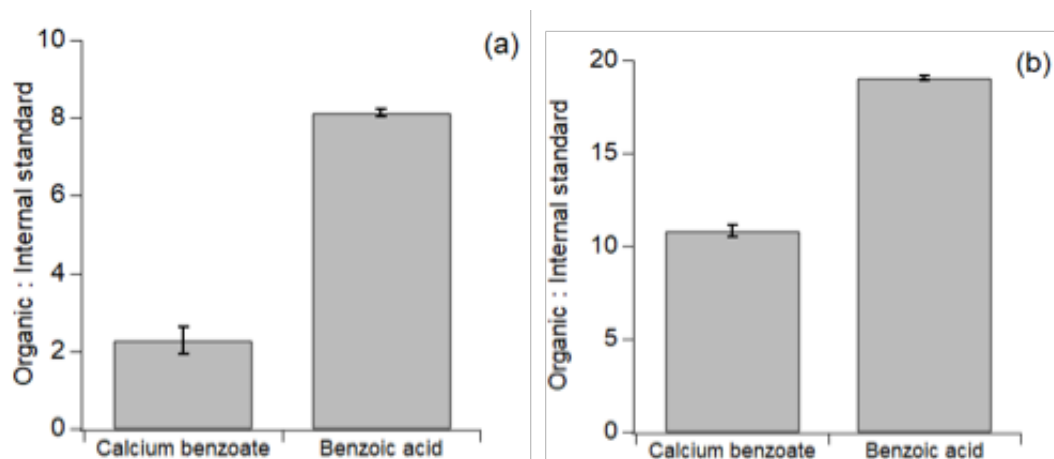 (a)
Organic : Internal standard
10
8
6
4
2
0
Calcium benzoate
Benzoic acid
(b)
Organic : Internal standard
20
15
10
5
0
Calcium benzoate
Benzoic acid